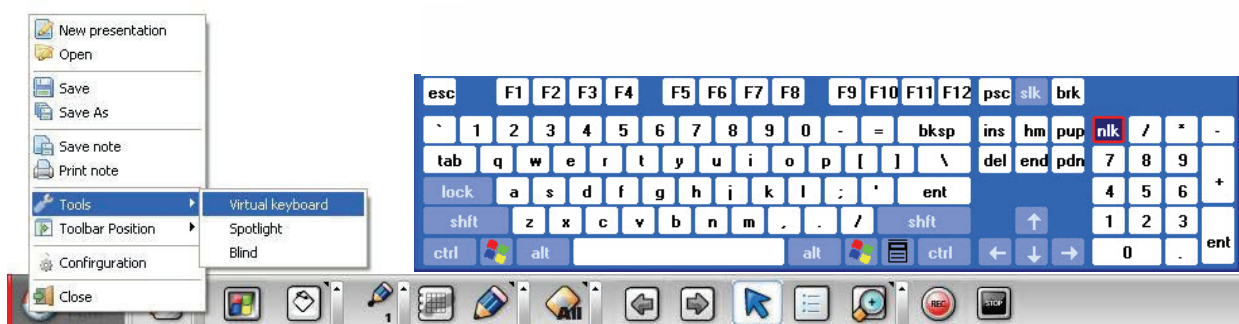 New presentation
Open
Save
Save As
Save note
Print note
Tools
Toolbar Position
Confirguration
Close
Virtual keyboard
Spotlight
Blind
esc F1 F2 F3 F4 F5 F6 F7 F8 F9 F10 F11 F12 psc slk brk
` 1 2 3 4 5 6 7 8 9 0 - = bksp ins hm pup nlk / * -
tab q w e r t y u i o p [ ] \ del end pdn 7 8 9 +
lock a s d f g h j k l ; ' ent 4 5 6
shft z x c v b n m , . / shft ↑ 1 2 3 ent
ctrl alt alt ctrl ← ↓ → 0 .
1 All REC STOP